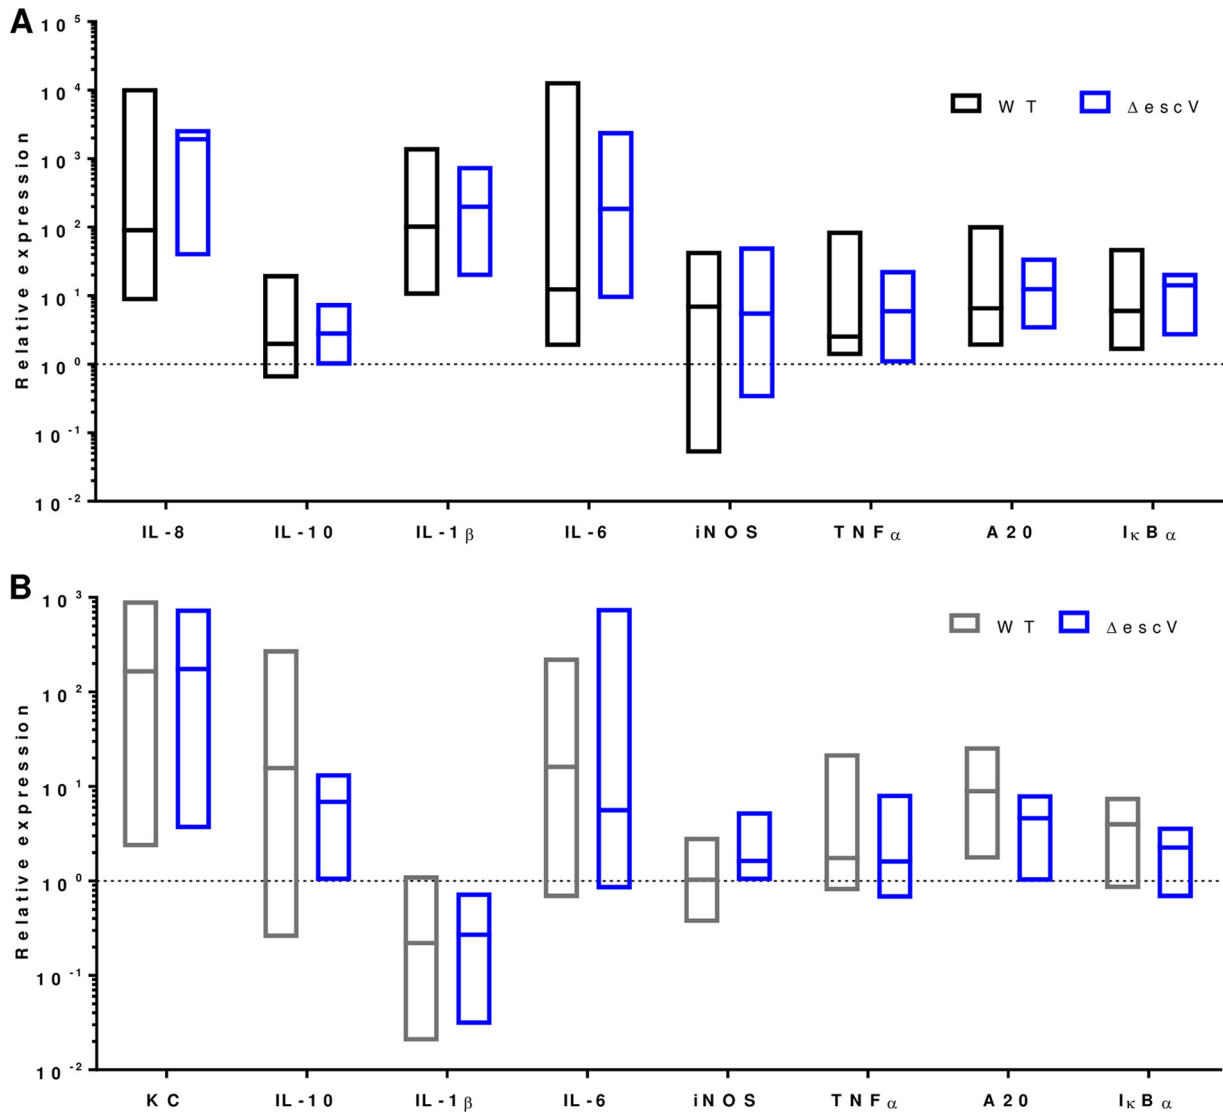 A
Relative expression
10^5
10^4
10^3
10^2
10^1
10^0
10^-1
10^-2
WT ΔescV
IL-8 IL-10 IL-1β IL-6 iNOS TNFα A20 IκBα
B
Relative expression
10^3
10^2
10^1
10^0
10^-1
10^-2
WT ΔescV
KC IL-10 IL-1β IL-6 iNOS TNFα A20 IκBα